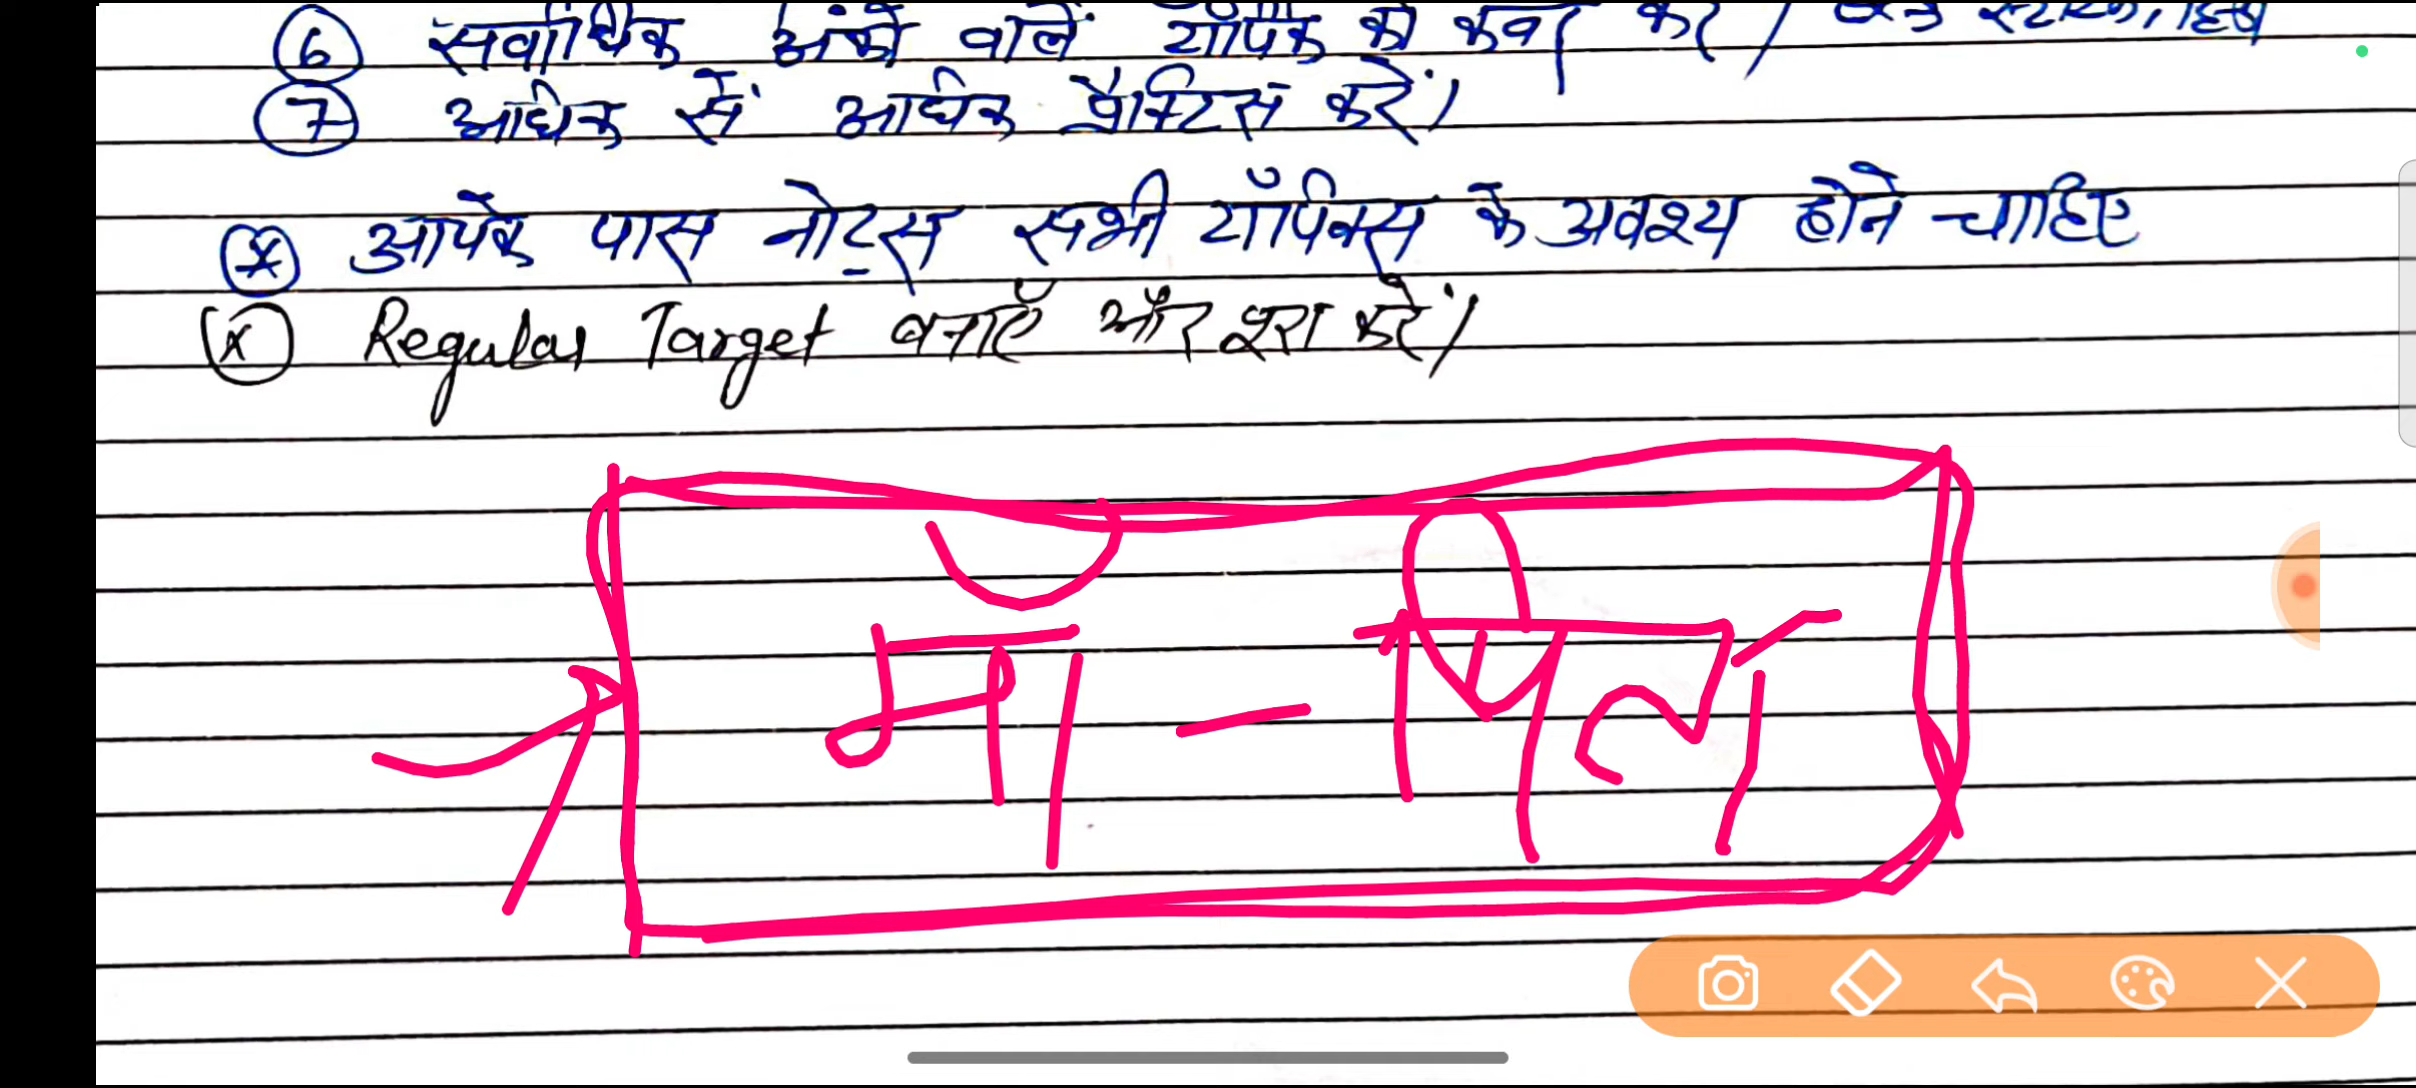 6 सर्वाधिक अंको वाले टॉपिक को कवर करें।
7 अधिक से अधिक प्रैक्टिस करें।
* आपके पास नोट्स सभी टॉपिक्स के अवश्य होने चाहिए
x Regular Target बनाएँ और पूरा करें।
माँ - पिता